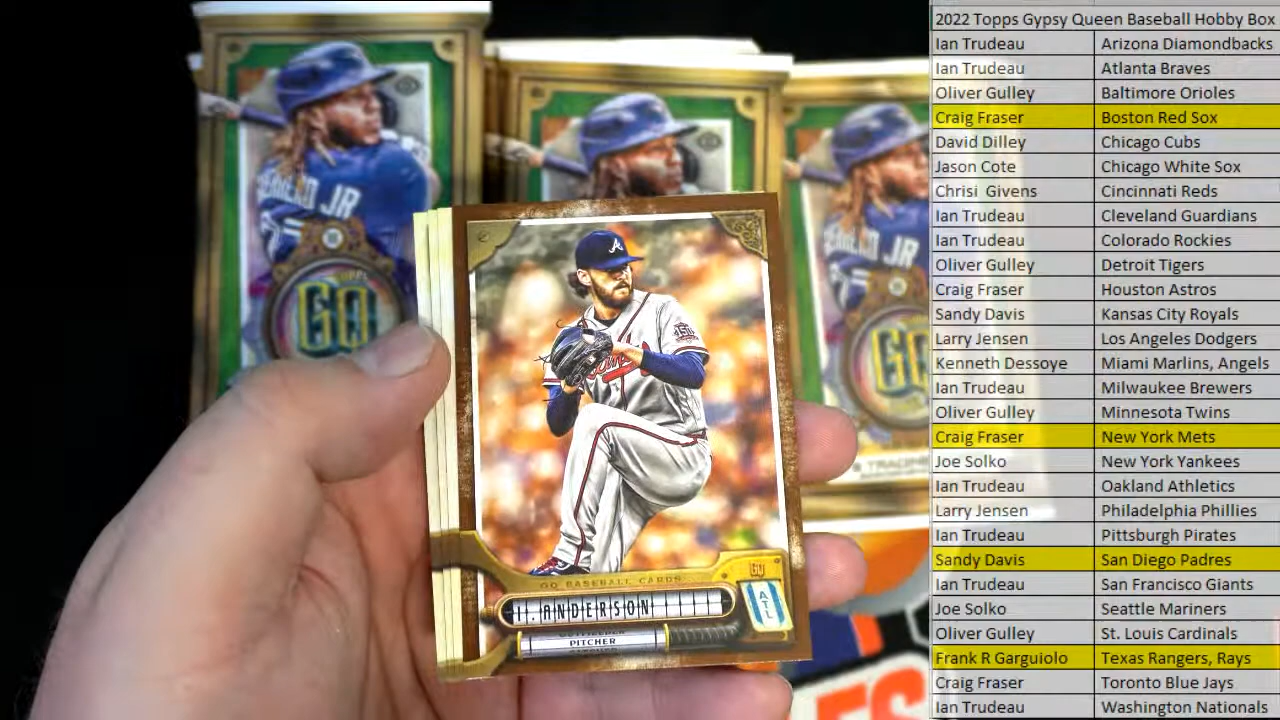 2022 Topps Gypsy Queen Baseball Hobby Box
Ian Trudeau Arizona Diamondbacks
Ian Trudeau Atlanta Braves
Oliver Gulley Baltimore Orioles
Craig Fraser Boston Red Sox
David Dilley Chicago Cubs
Jason Cote Chicago White Sox
Chrisi Givens Cincinnati Reds
Ian Trudeau Cleveland Guardians
Ian Trudeau Colorado Rockies
Oliver Gulley Detroit Tigers
Craig Fraser Houston Astros
Sandy Davis Kansas City Royals
Larry Jensen Los Angeles Dodgers
Kenneth Dessoye Miami Marlins, Angels
Ian Trudeau Milwaukee Brewers
Oliver Gulley Minnesota Twins
Craig Fraser New York Mets
Joe Solko New York Yankees
Ian Trudeau Oakland Athletics
Larry Jensen Philadelphia Phillies
Ian Trudeau Pittsburgh Pirates
Sandy Davis San Diego Padres
Ian Trudeau San Francisco Giants
Joe Solko Seattle Mariners
Oliver Gulley St. Louis Cardinals
Frank R Garguiolo Texas Rangers, Rays
Craig Fraser Toronto Blue Jays
Ian Trudeau Washington Nationals
JR
GQ
JR
GQ
A
GQ
GQ BASEBALL CARDS
I. ANDERSON
ATL
PITCHER